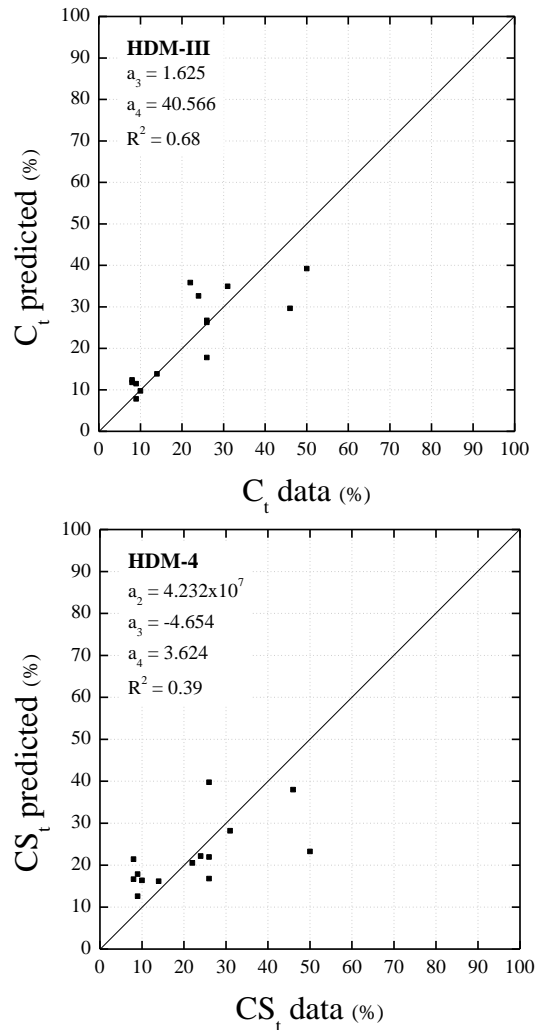 100
90
80
70
60
50
40
30
20
10
0
HDM-III
a₃ = 1.625
a₄ = 40.566
R² = 0.68
Cₜ predicted (%)
0 10 20 30 40 50 60 70 80 90 100
Cₜ data (%)
100
90
80
70
60
50
40
30
20
10
0
HDM-4
a₂ = 4.232x10⁷
a₃ = -4.654
a₄ = 3.624
R² = 0.39
CSₜ predicted (%)
0 10 20 30 40 50 60 70 80 90 100
CSₜ data (%)